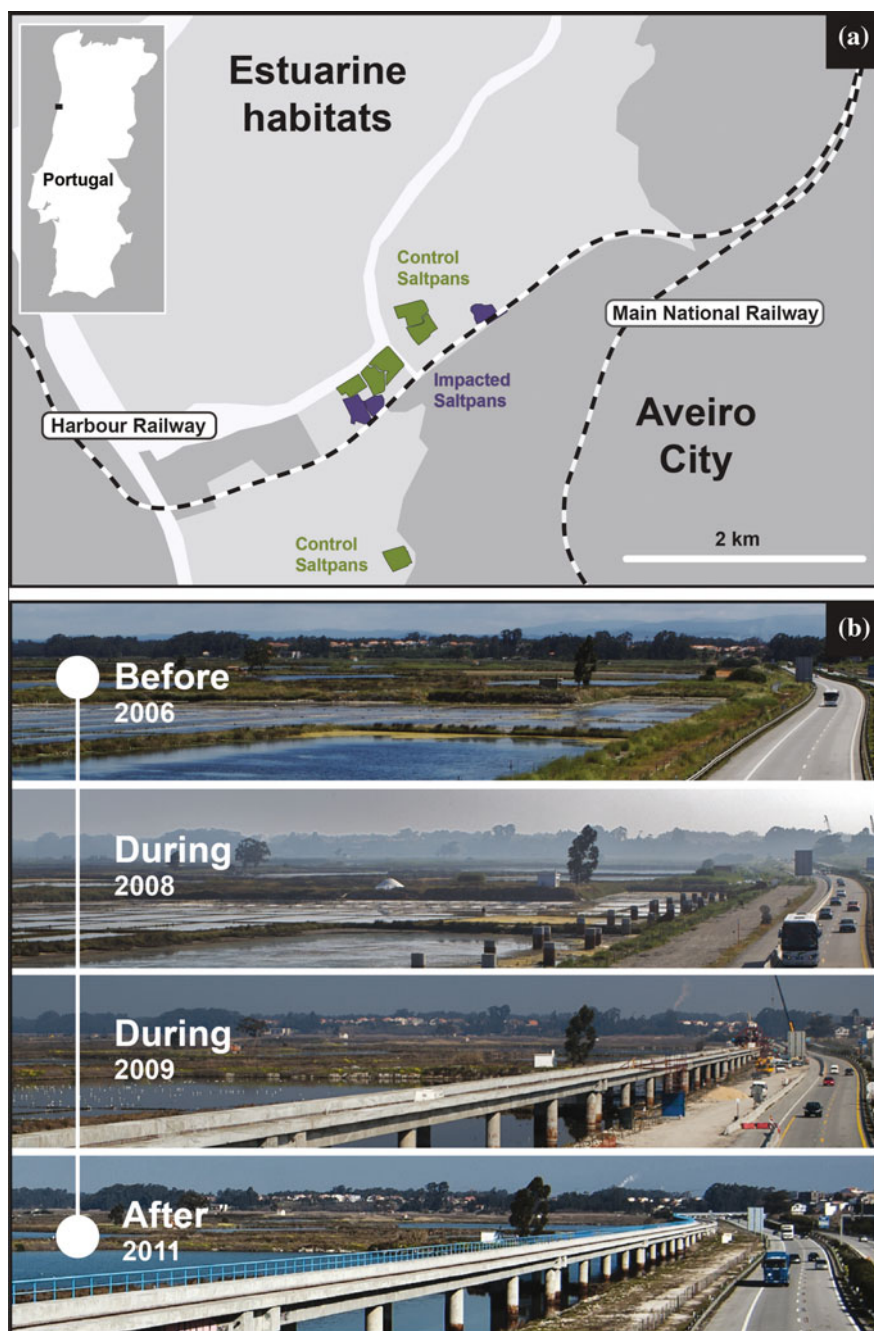 (a)
Estuarine
habitats
Portugal
Control
Saltpans
Main National Railway
Impacted
Saltpans
Harbour Railway
Aveiro
City
Control
Saltpans
2 km
(b)
Before
2006
During
2008
During
2009
After
2011